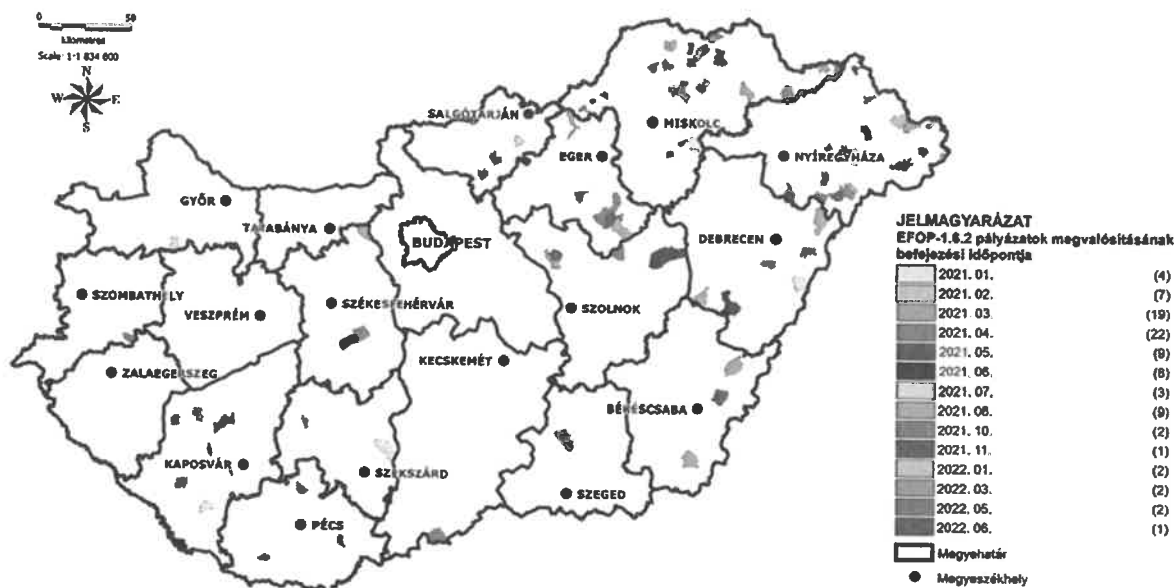 0 50
kilometres
Scale: 1:1 834 600
N
W E
S
SALGÓTARJÁN
MISKOLC
EGER
NYÍREGYHÁZA
GYŐR
TATABÁNYA
BUDAPEST
DEBRECEN
SZOMBATHELY
VESZPRÉM
SZÉKESFEHÉRVÁR
SZOLNOK
ZALAEGERSZEG
KECSKEMÉT
BÉKÉSCSABA
KAPOSVÁR
SZEKSZÁRD
SZEGED
PÉCS
JELMAGYARÁZAT
EFOP-1.6.2 pályázatok megvalósításának
befejezési időpontja
2021. 01. (4)
2021. 02. (7)
2021. 03. (19)
2021. 04. (22)
2021. 05. (9)
2021. 06. (8)
2021. 07. (3)
2021. 08. (9)
2021. 10. (2)
2021. 11. (1)
2022. 01. (2)
2022. 03. (2)
2022. 05. (2)
2022. 06. (1)
Megyehatár
Megyeszékhely